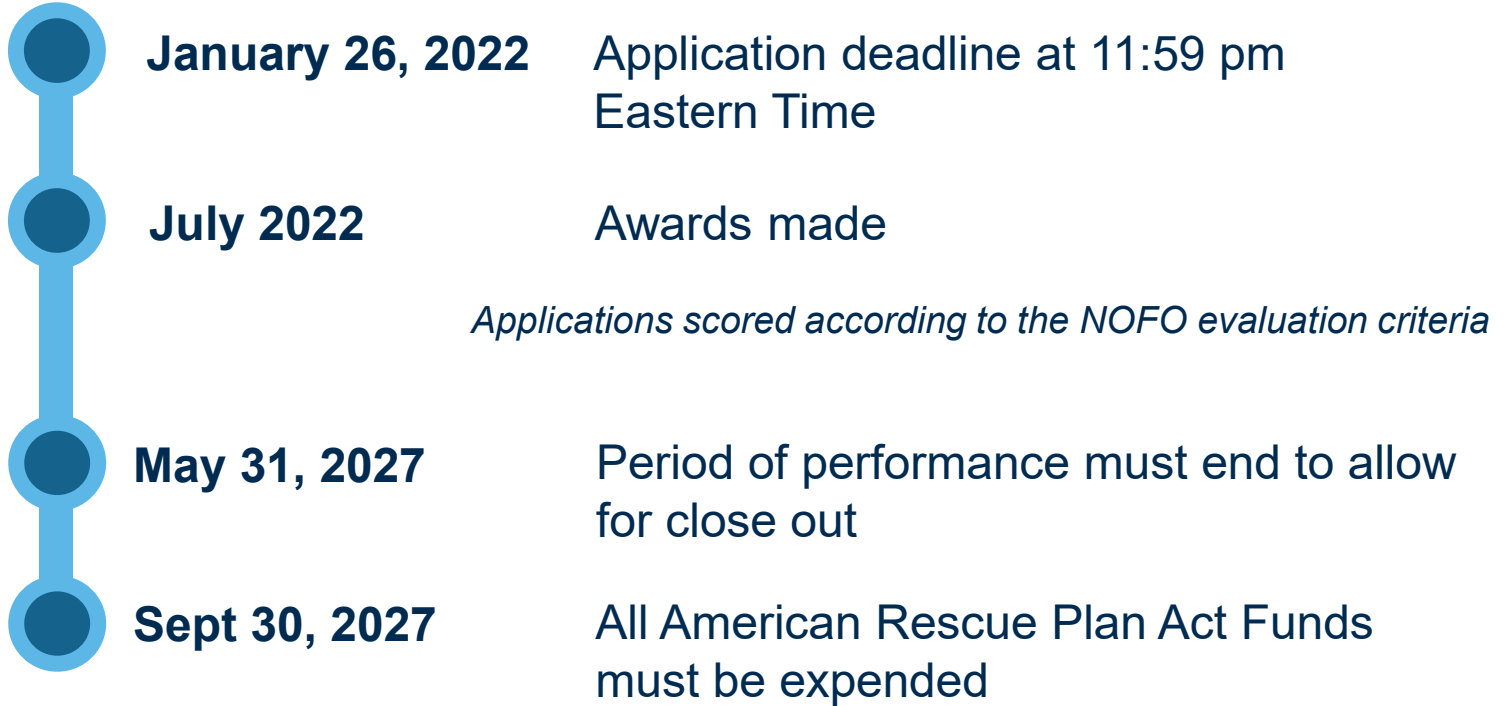 January 26, 2022 Application deadline at 11:59 pm
Eastern Time
July 2022 Awards made
Applications scored according to the NOFO evaluation criteria
May 31, 2027 Period of performance must end to allow
for close out
Sept 30, 2027 All American Rescue Plan Act Funds
must be expended